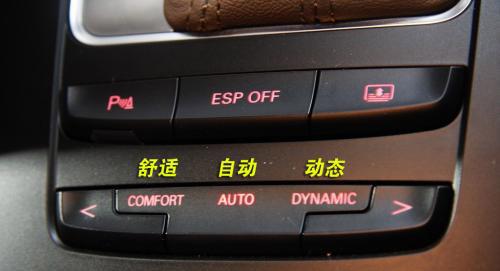 P ESP OFF
舒适 自动 动态
< COMFORT AUTO DYNAMIC >